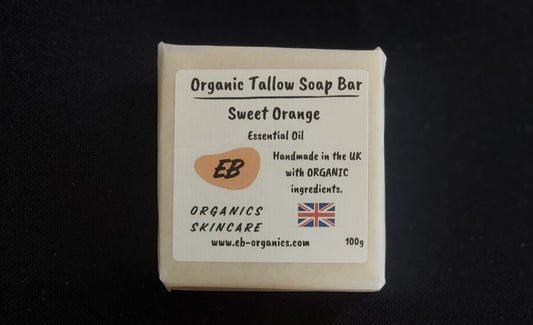 Organic Tallow Soap Bar
Sweet Orange
Essential Oil
EB
Handmade in the UK
with ORGANIC
ingredients.
ORGANICS
SKINCARE
www.eb-organics.com
100g